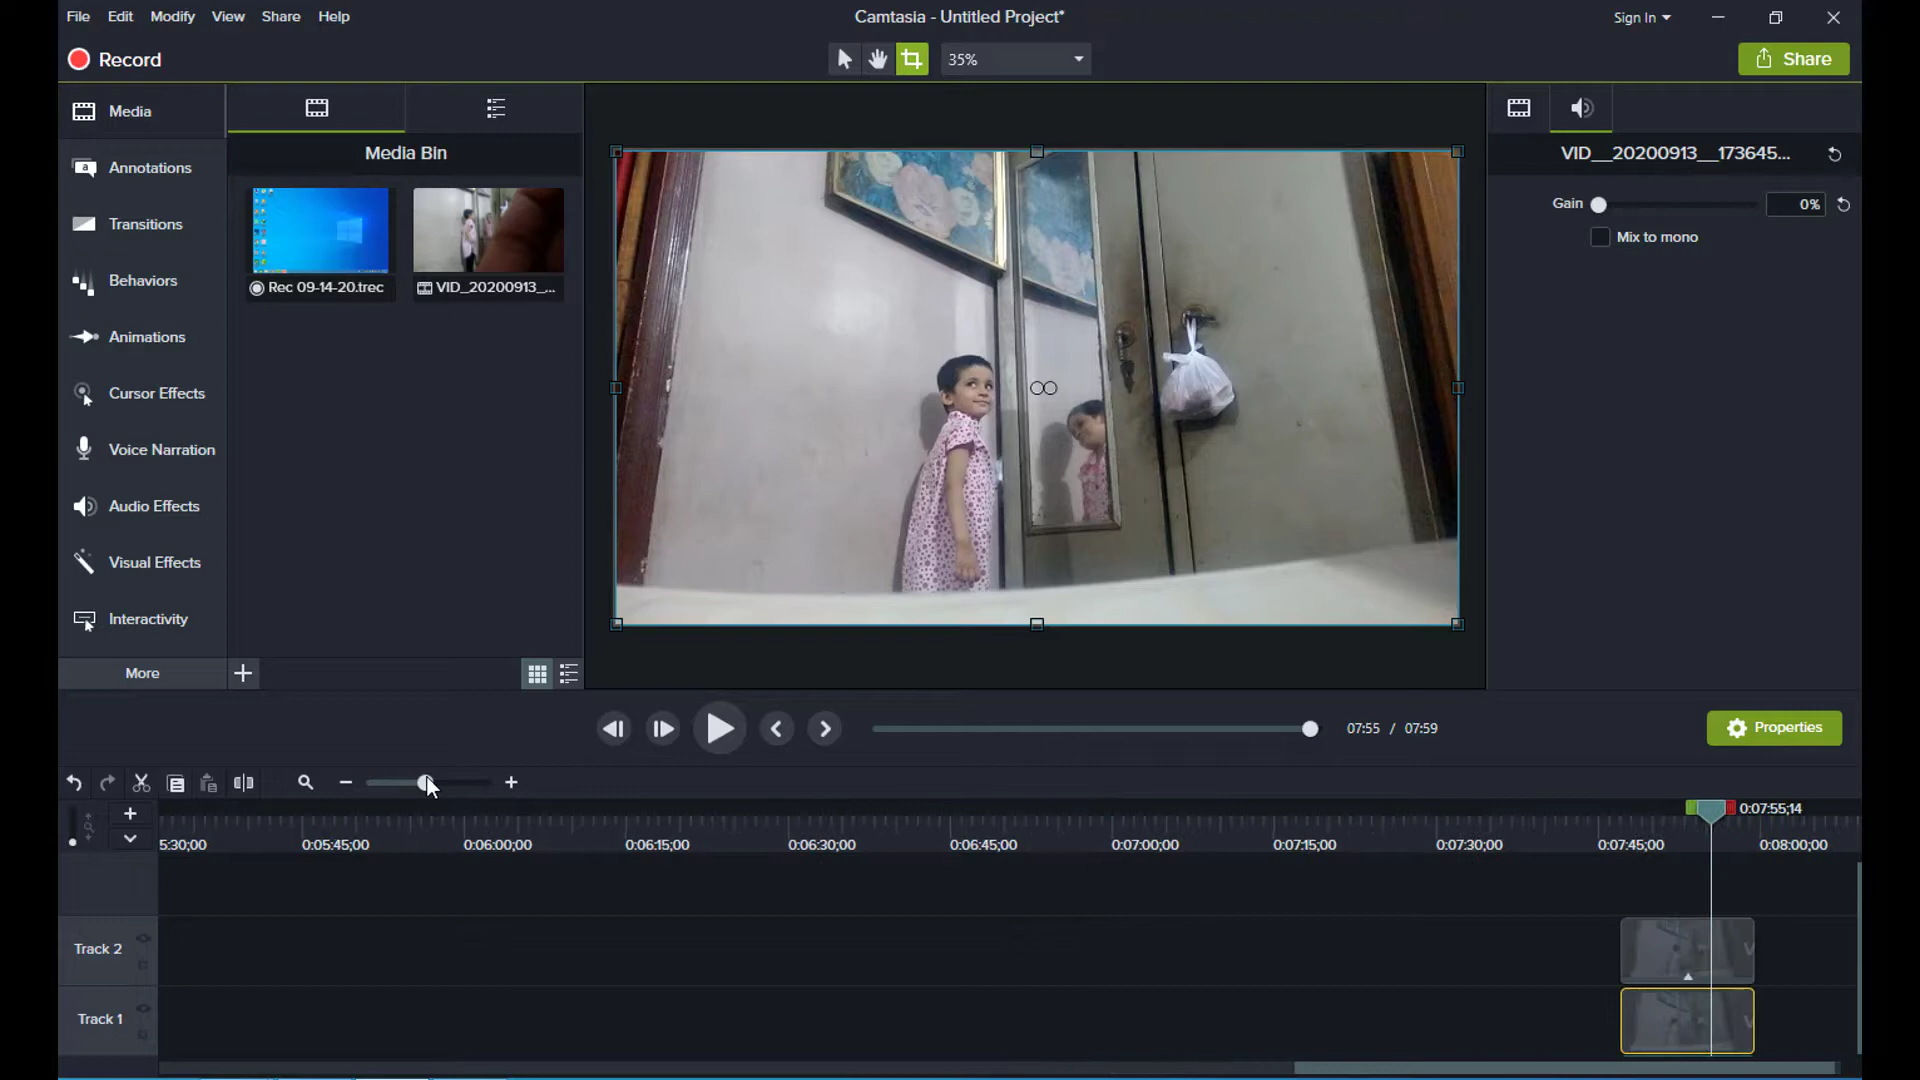 File Edit Modify View Share Help
Camtasia - Untitled Project*
Sign In
Record
35%
Share
Media
Annotations
Transitions
Behaviors
Animations
Cursor Effects
Voice Narration
Audio Effects
Visual Effects
Interactivity
More
Media Bin
Rec 09-14-20.trec
VID_20200913_...
VID__20200913__173645...
Gain
0%
Mix to mono
07:55 / 07:59
Properties
0:07:55;14
5:30;00 0:05:45;00 0:06:00;00 0:06:15;00 0:06:30;00 0:06:45;00 0:07:00;00 0:07:15;00 0:07:30;00 0:07:45;00 0:08:00;00
Track 2
Track 1